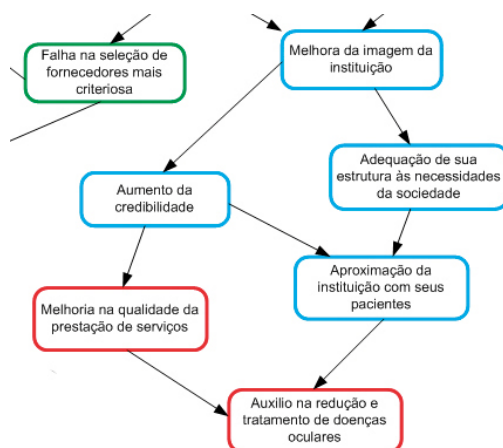 Falha na seleção de
fornecedores mais
criteriosa
Melhora da imagem da
instituição
Aumento da
credibilidade
Adequação de sua
estrutura às necessidades
da sociedade
Melhoria na qualidade da
prestação de serviços
Aproximação da
instituição com seus
pacientes
Auxilio na redução e
tratamento de doenças
oculares